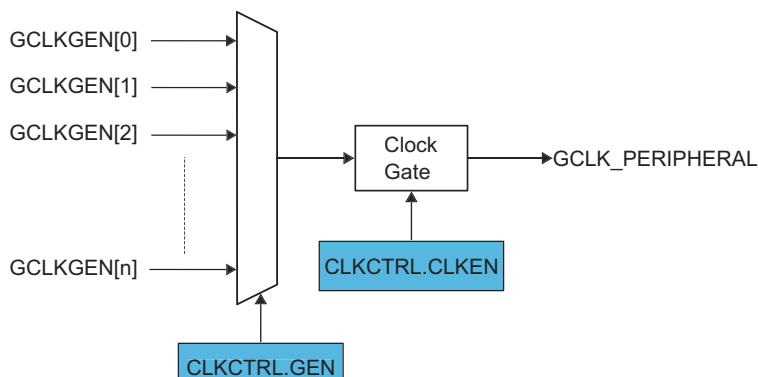 GCLKGEN[0]
GCLKGEN[1]
GCLKGEN[2]
Clock
Gate
GCLK_PERIPHERAL
GCLKGEN[n]
CLKCTRL.CLKEN
CLKCTRL.GEN